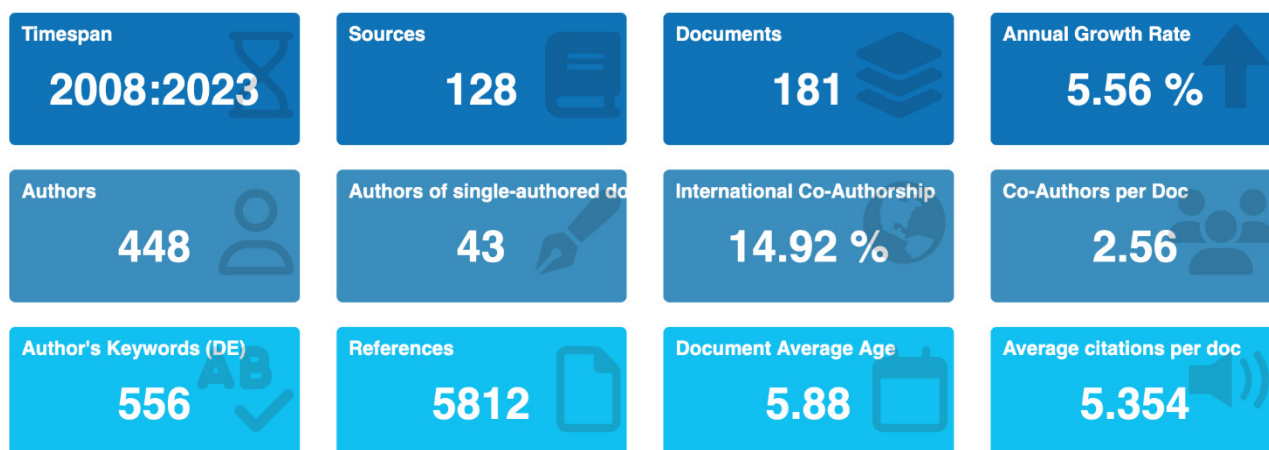 Timespan
2008:2023
Sources
128
Documents
181
Annual Growth Rate
5.56 %
Authors
448
Authors of single-authored do
43
International Co-Authorship
14.92 %
Co-Authors per Doc
2.56
Author's Keywords (DE)
556
AB
References
5812
Document Average Age
5.88
Average citations per doc
5.354